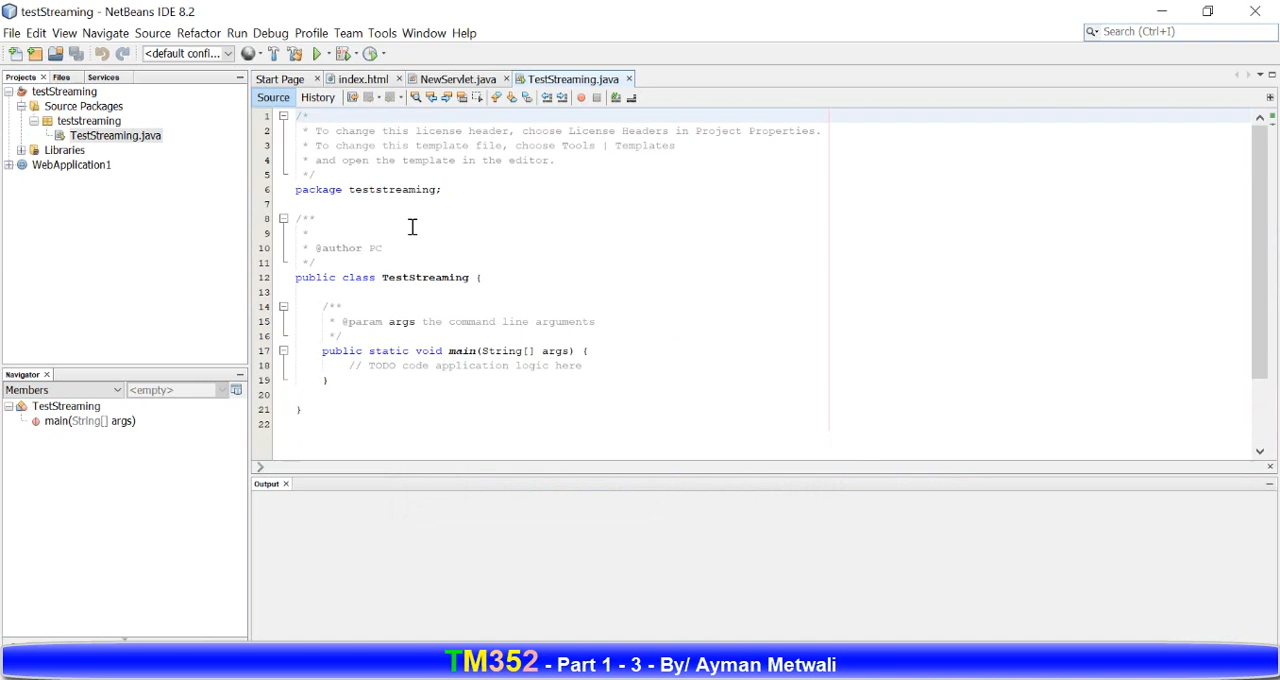 testStreaming - NetBeans IDE 8.2
File Edit View Navigate Source Refactor Run Debug Profile Team Tools Window Help
Search (Ctrl+I)
<default confi...
Projects Files Services
testStreaming
Source Packages
teststreaming
TestStreaming.java
Libraries
WebApplication1
Start Page index.html NewServlet.java TestStreaming.java
Source History
1 /*
2 * To change this license header, choose License Headers in Project Properties.
3 * To change this template file, choose Tools | Templates
4 * and open the template in the editor.
5 */
6 package teststreaming;
7
8 /**
9 *
10 * @author PC
11 */
12 public class TestStreaming {
13
14 /**
15 * @param args the command line arguments
16 */
17 public static void main(String[] args) {
18 // TODO code application logic here
19 }
20
21 }
22
Navigator
Members <empty>
TestStreaming
main(String[] args)
Output
TM352 - Part 1 - 3 - By/ Ayman Metwali